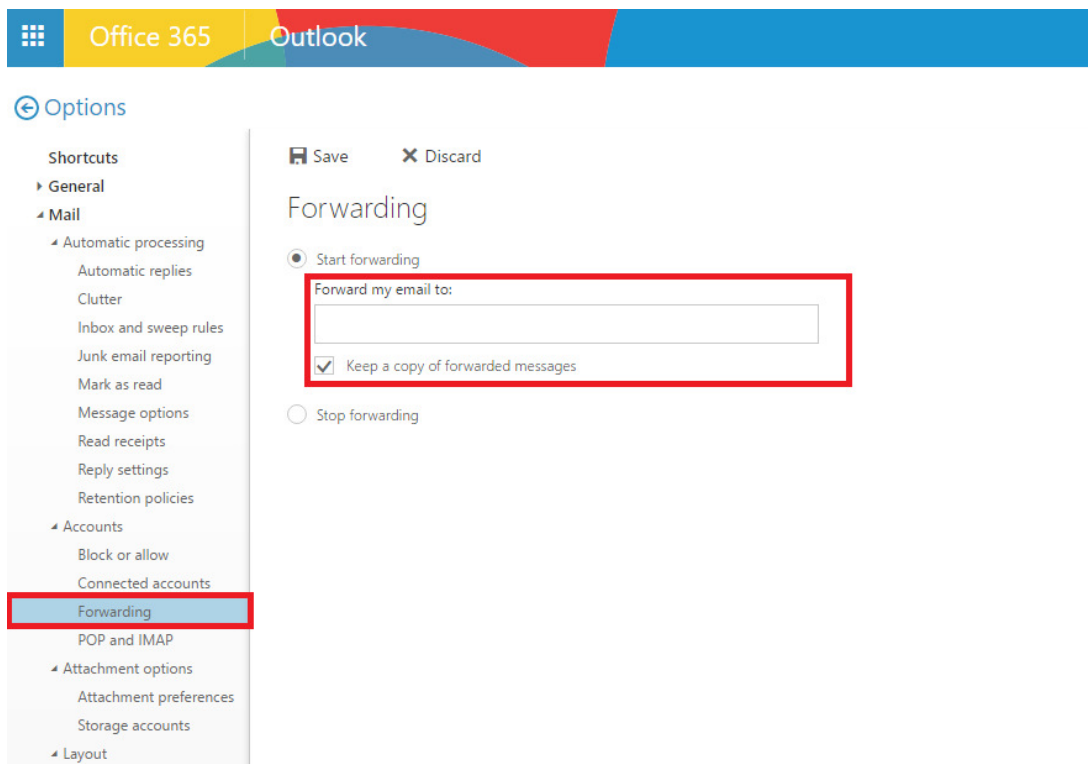 Office 365
Outlook
Options
Shortcuts
General
Mail
Automatic processing
Automatic replies
Clutter
Inbox and sweep rules
Junk email reporting
Mark as read
Message options
Read receipts
Reply settings
Retention policies
Accounts
Block or allow
Connected accounts
Forwarding
POP and IMAP
Attachment options
Attachment preferences
Storage accounts
Layout
Save
Discard
Forwarding
Start forwarding
Forward my email to:
Keep a copy of forwarded messages
Stop forwarding